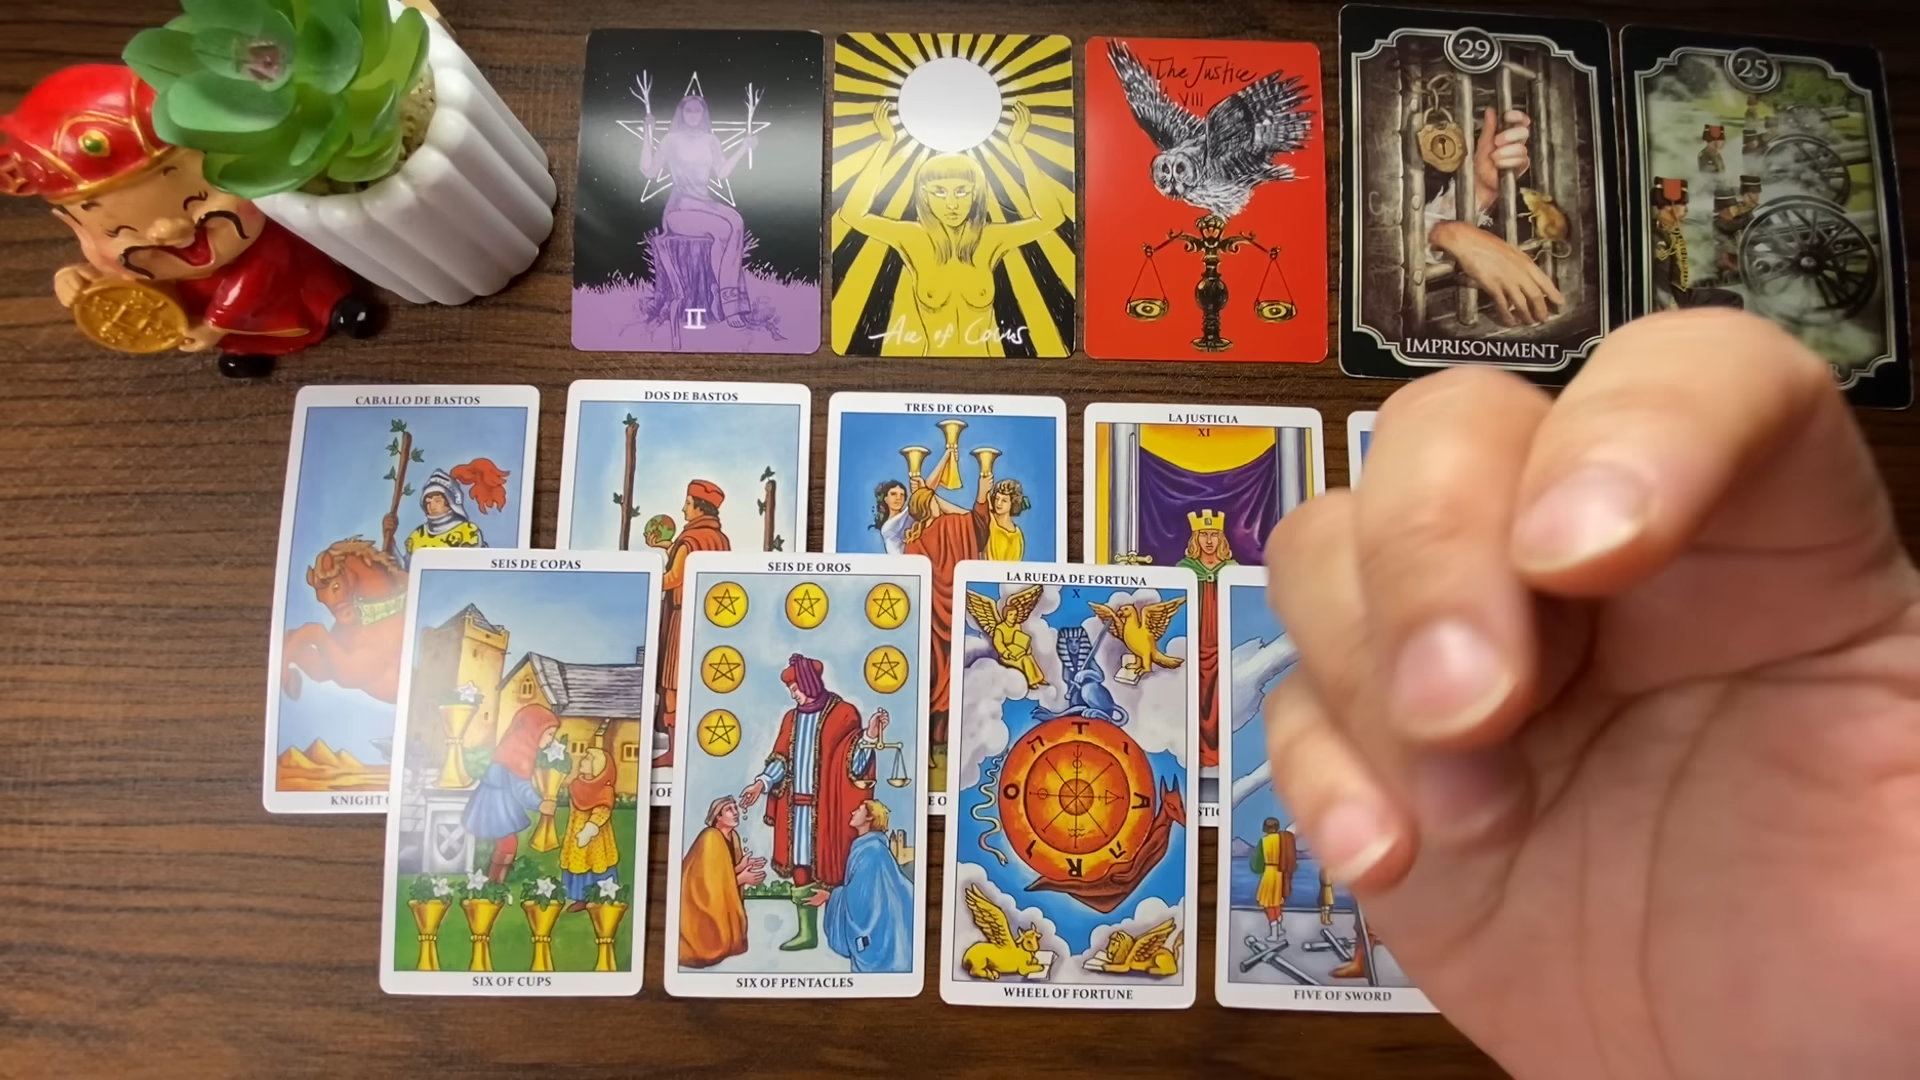 II
Ace of Coins
The Justice
VIII
29
IMPRISONMENT
25
CABALLO DE BASTOS
KNIGHT
DOS DE BASTOS
TRES DE COPAS
LA JUSTICIA
XI
SEIS DE COPAS
SIX OF CUPS
SEIS DE OROS
SIX OF PENTACLES
LA RUEDA DE FORTUNA
X
T
A
R
O
WHEEL OF FORTUNE
FIVE OF SWORD